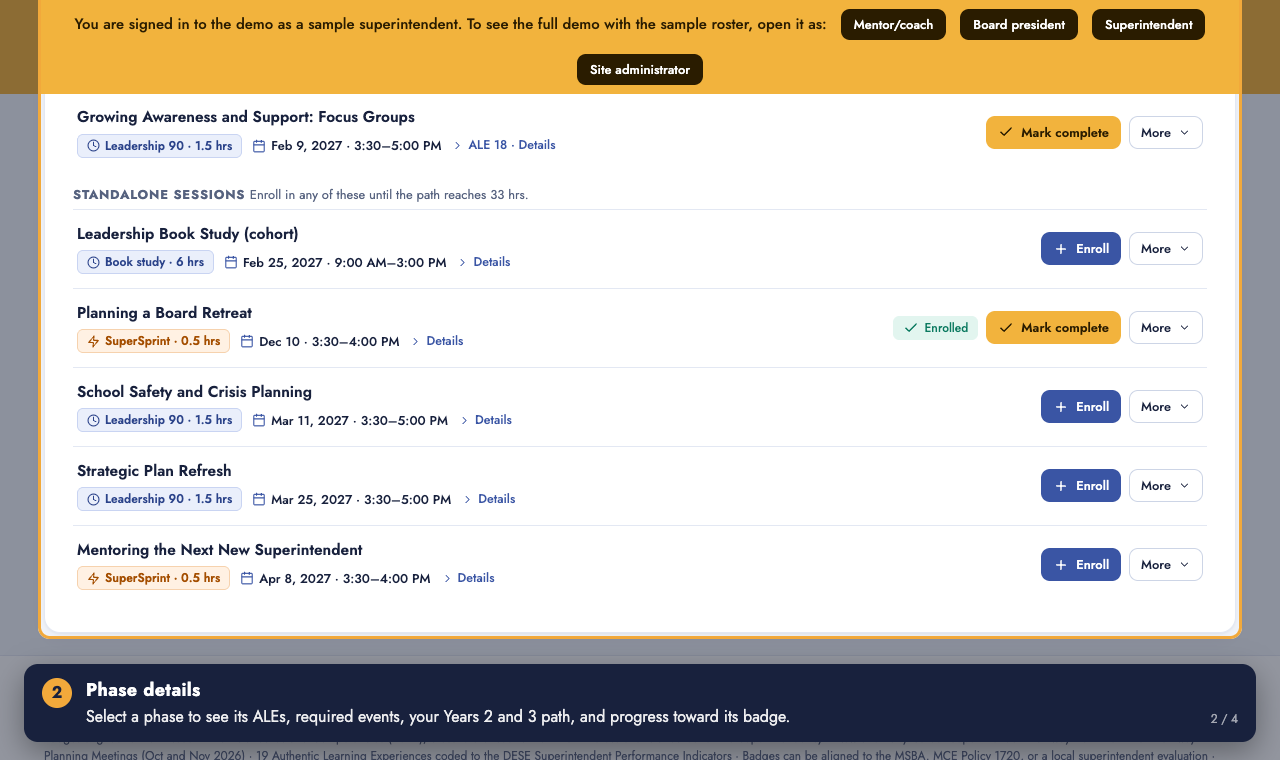 You are signed in to the demo as a sample superintendent. To see the full demo with the sample roster, open it as: Mentor/coach Board president Superintendent
Site administrator
Growing Awareness and Support: Focus Groups
Leadership 90 · 1.5 hrs Feb 9, 2027 · 3:30–5:00 PM ALE 18 · Details
Mark complete More
STANDALONE SESSIONS Enroll in any of these until the path reaches 33 hrs.
Leadership Book Study (cohort)
Book study · 6 hrs Feb 25, 2027 · 9:00 AM–3:00 PM Details
Enroll More
Planning a Board Retreat
SuperSprint · 0.5 hrs Dec 10 · 3:30–4:00 PM Details
Enrolled Mark complete More
School Safety and Crisis Planning
Leadership 90 · 1.5 hrs Mar 11, 2027 · 3:30–5:00 PM Details
Enroll More
Strategic Plan Refresh
Leadership 90 · 1.5 hrs Mar 25, 2027 · 3:30–5:00 PM Details
Enroll More
Mentoring the Next New Superintendent
SuperSprint · 0.5 hrs Apr 8, 2027 · 3:30–4:00 PM Details
Enroll More
2 Phase details
Select a phase to see its ALEs, required events, your Years 2 and 3 path, and progress toward its badge.
2 / 4
Planning Meetings (Oct and Nov 2026) · 19 Authentic Learning Experiences coded to the DESE Superintendent Performance Indicators · Badges can be aligned to the MSBA, MCE Policy 1720, or a local superintendent evaluation ·